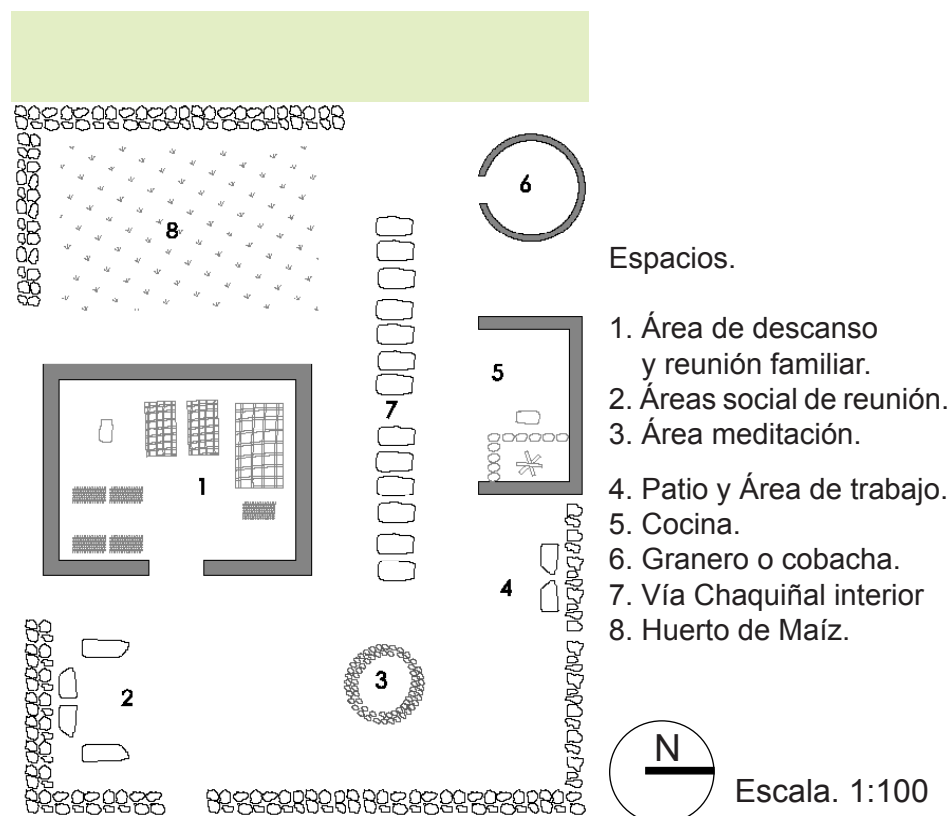 6
8
5
7
1
4
3
2
Espacios.
1. Área de descanso
y reunión familiar.
2. Áreas social de reunión.
3. Área meditación.
4. Patio y Área de trabajo.
5. Cocina.
6. Granero o cobacha.
7. Vía Chaquiñal interior
8. Huerto de Maíz.
N
Escala. 1:100